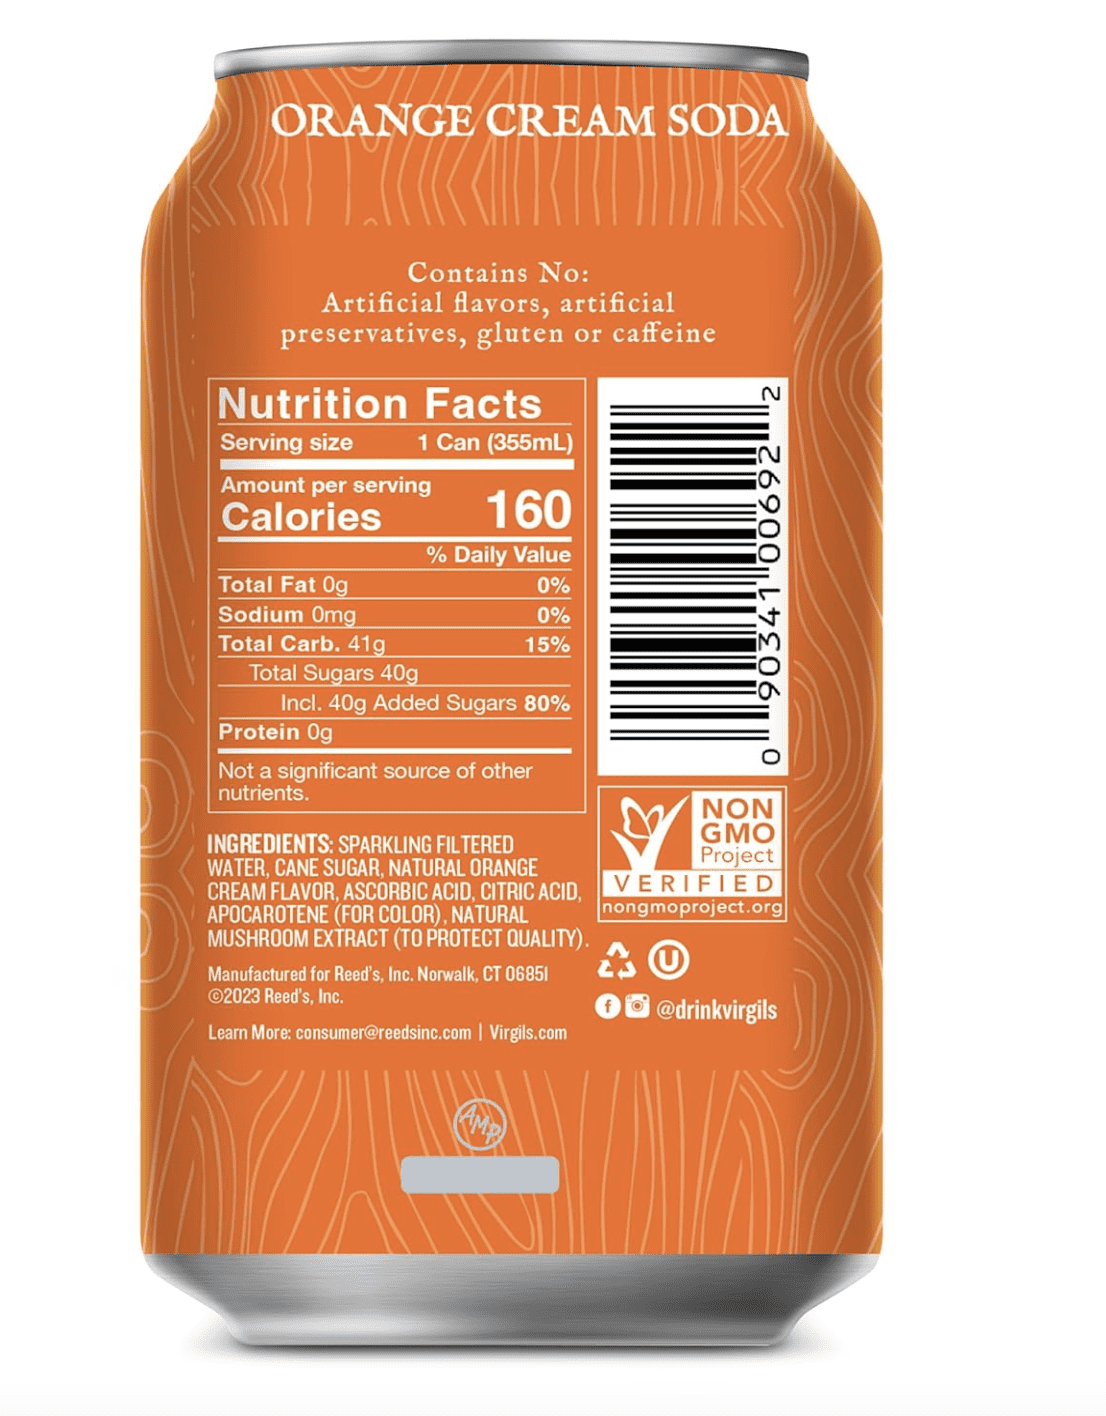 ORANGE CREAM SODA
Contains No:
Artificial flavors, artificial
preservatives, gluten or caffeine
Nutrition Facts
Serving size 1 Can (355mL)
Amount per serving
Calories 160
% Daily Value
Total Fat 0g 0%
Sodium 0mg 0%
Total Carb. 41g 15%
Total Sugars 40g
Incl. 40g Added Sugars 80%
Protein 0g
Not a significant source of other
nutrients.
INGREDIENTS: SPARKLING FILTERED
WATER, CANE SUGAR, NATURAL ORANGE
CREAM FLAVOR, ASCORBIC ACID, CITRIC ACID,
APOCAROTENE (FOR COLOR), NATURAL
MUSHROOM EXTRACT (TO PROTECT QUALITY).
Manufactured for Reed's, Inc. Norwalk, CT 06851
©2023 Reed's, Inc.
Learn More: consumer@reedsinc.com | Virgils.com
0 90341 00692 2
NON
GMO
Project
VERIFIED
nongmoproject.org
U
f @drinkvirgils
AMP